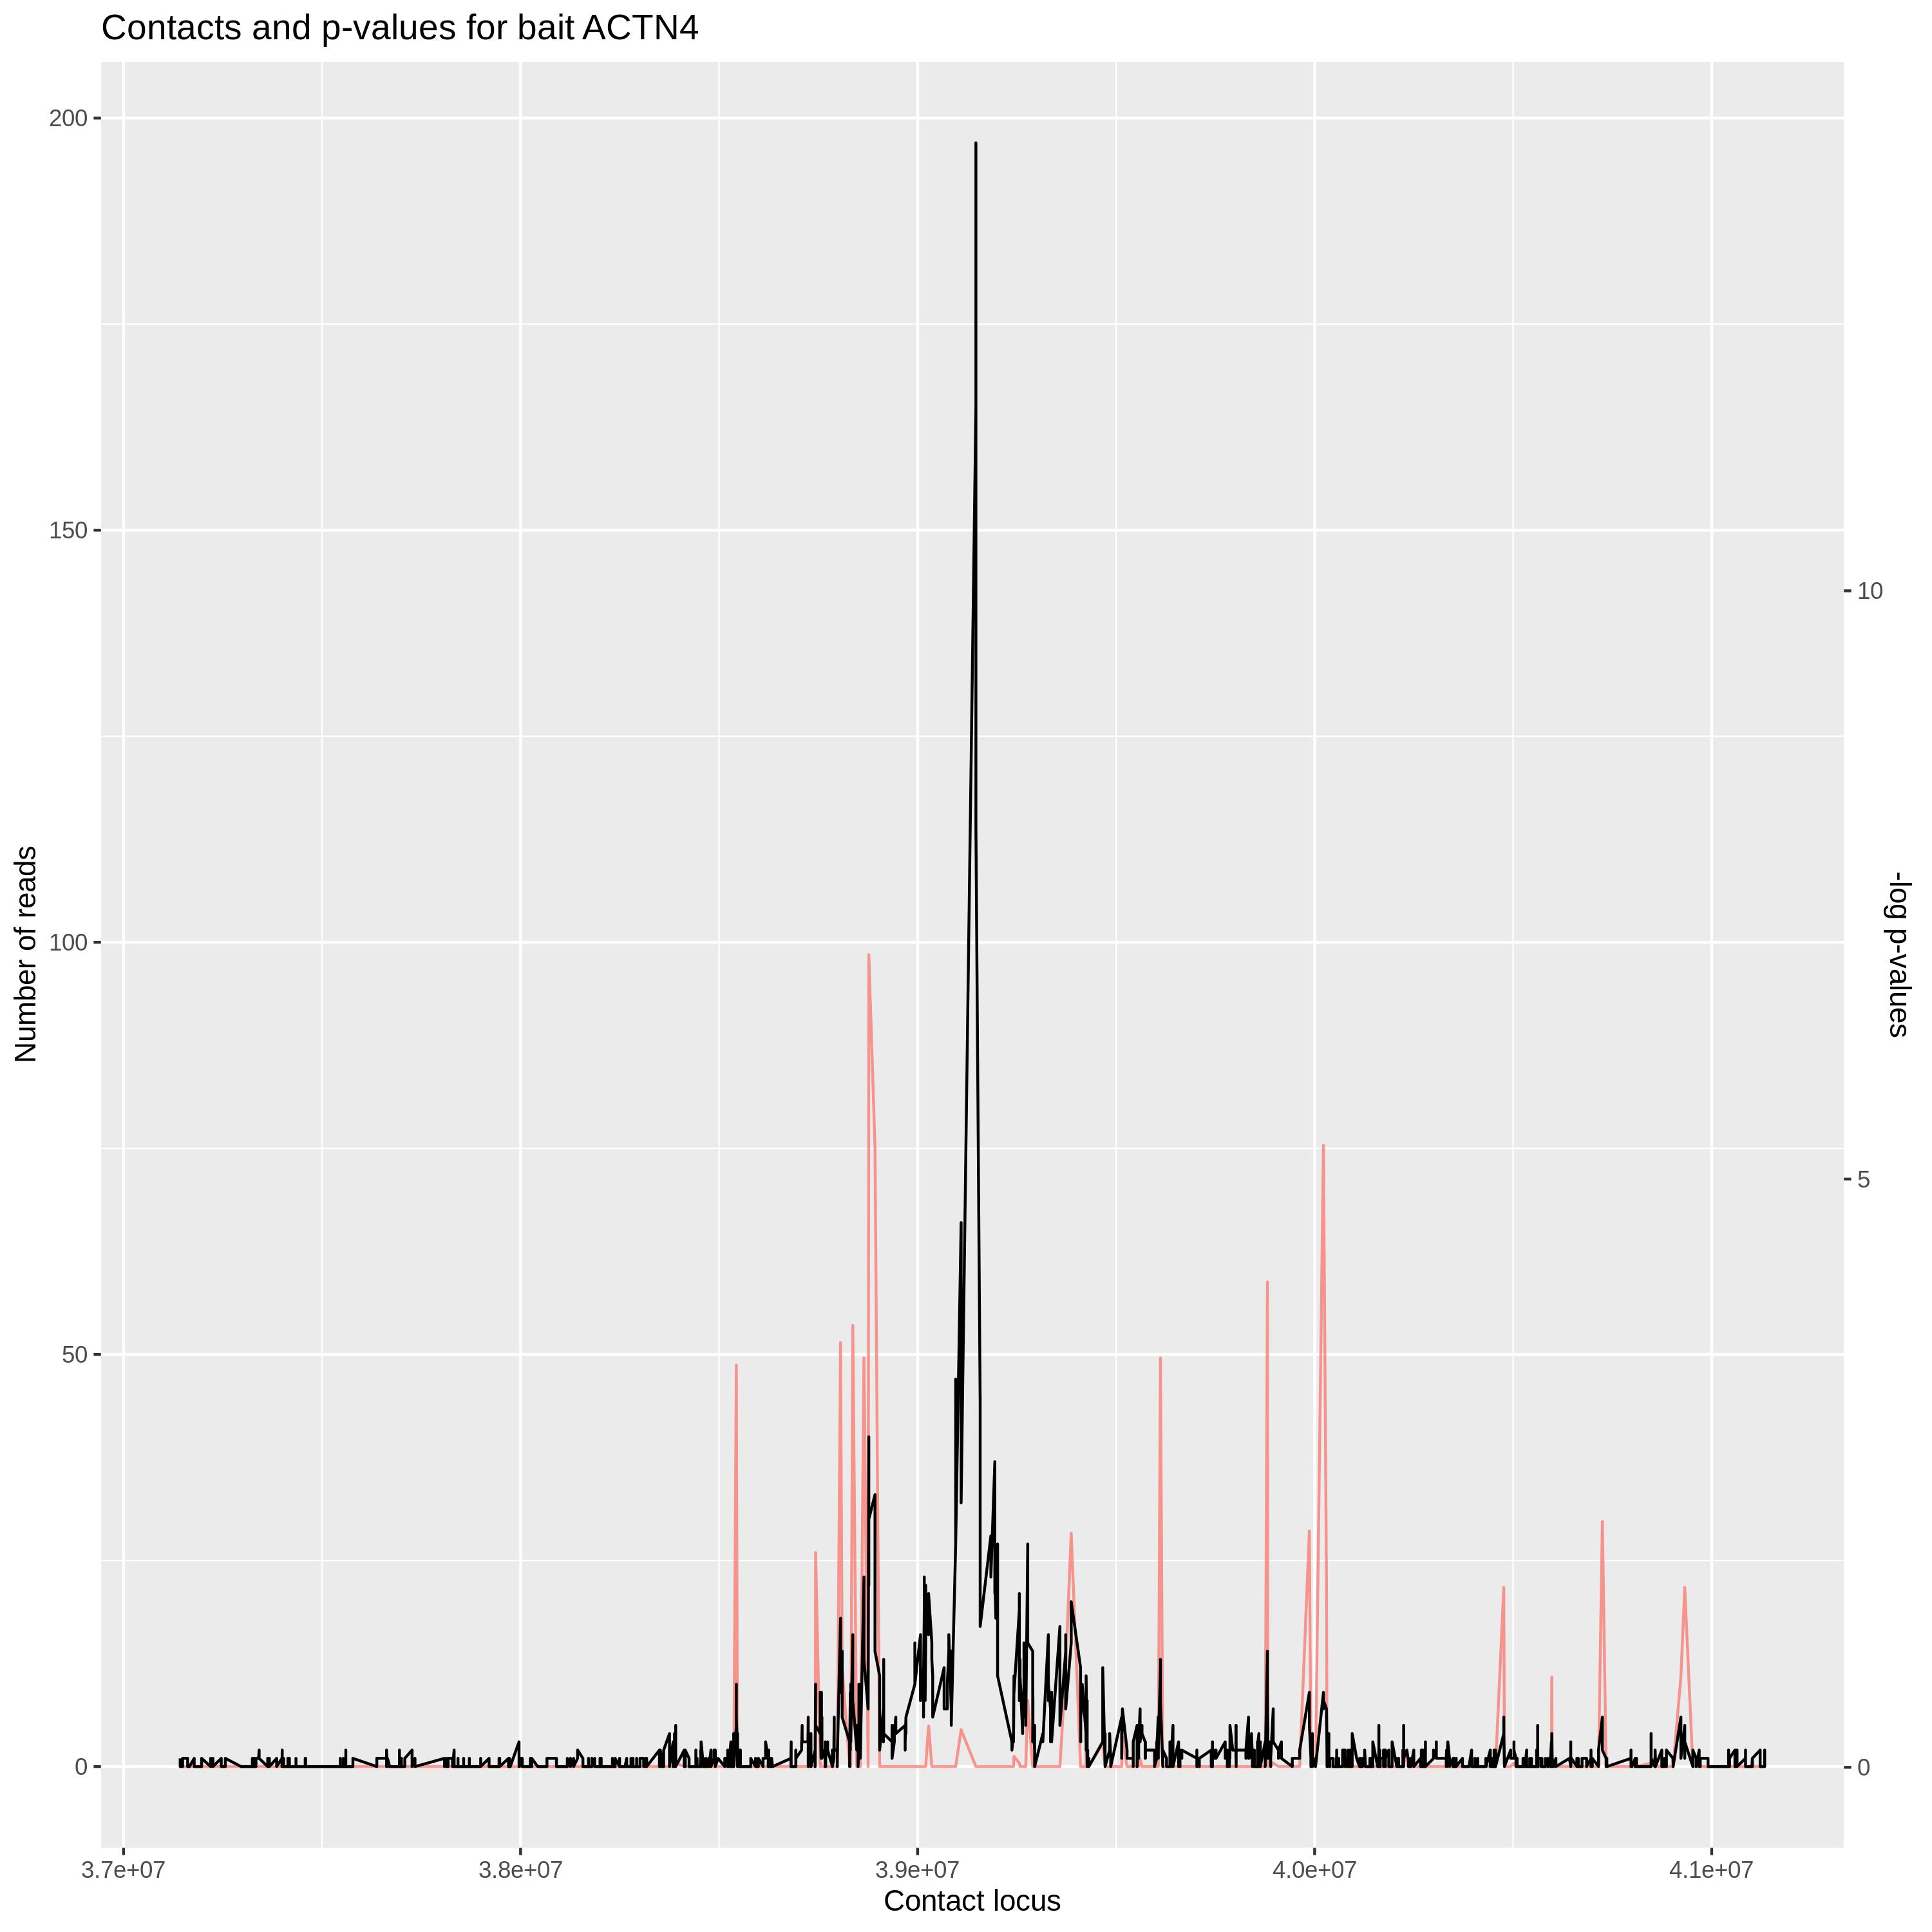 Contacts and p-values for bait ACTN4
200
150
100
50
0
Number of reads
10
5
0
-log p-values
3.7e+07
3.8e+07
3.9e+07
4.0e+07
4.1e+07
Contact locus